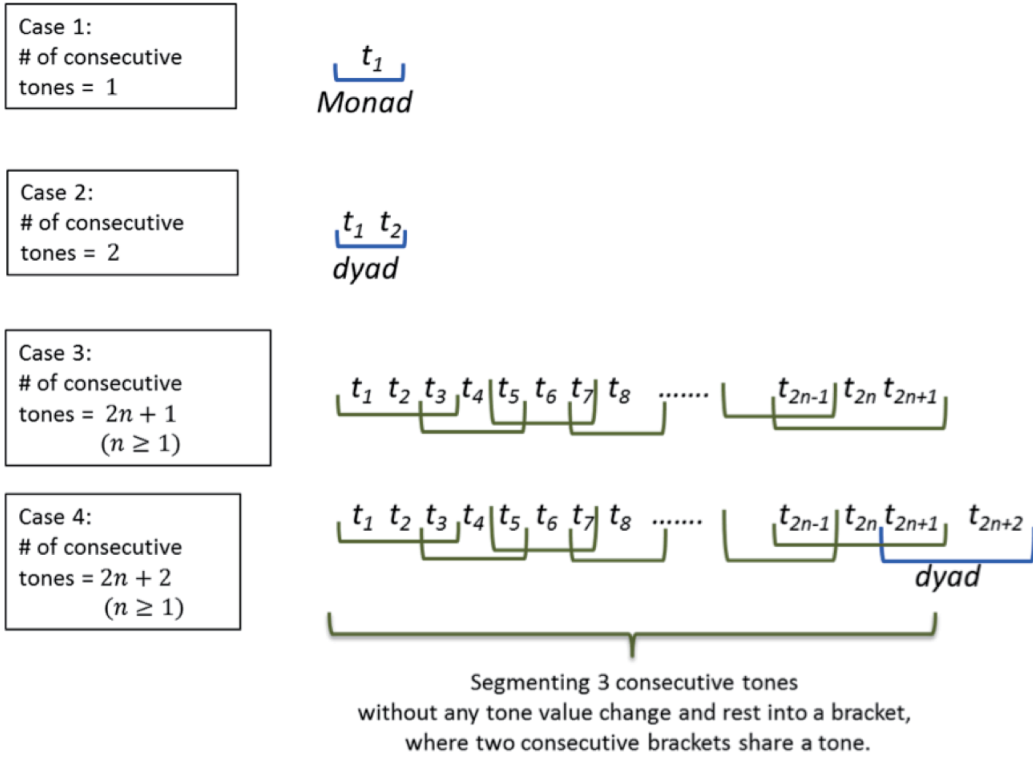 Case 1:
# of consecutive
tones = 1
t₁
Monad
Case 2:
# of consecutive
tones = 2
t₁ t₂
dyad
Case 3:
# of consecutive
tones = 2n + 1
(n ≥ 1)
t₁ t₂ t₃ t₄ t₅ t₆ t₇ t₈ ....... t₂ₙ₋₁ t₂ₙ t₂ₙ₊₁
Case 4:
# of consecutive
tones = 2n + 2
(n ≥ 1)
t₁ t₂ t₃ t₄ t₅ t₆ t₇ t₈ ....... t₂ₙ₋₁ t₂ₙ t₂ₙ₊₁ t₂ₙ₊₂
dyad
Segmenting 3 consecutive tones
without any tone value change and rest into a bracket,
where two consecutive brackets share a tone.